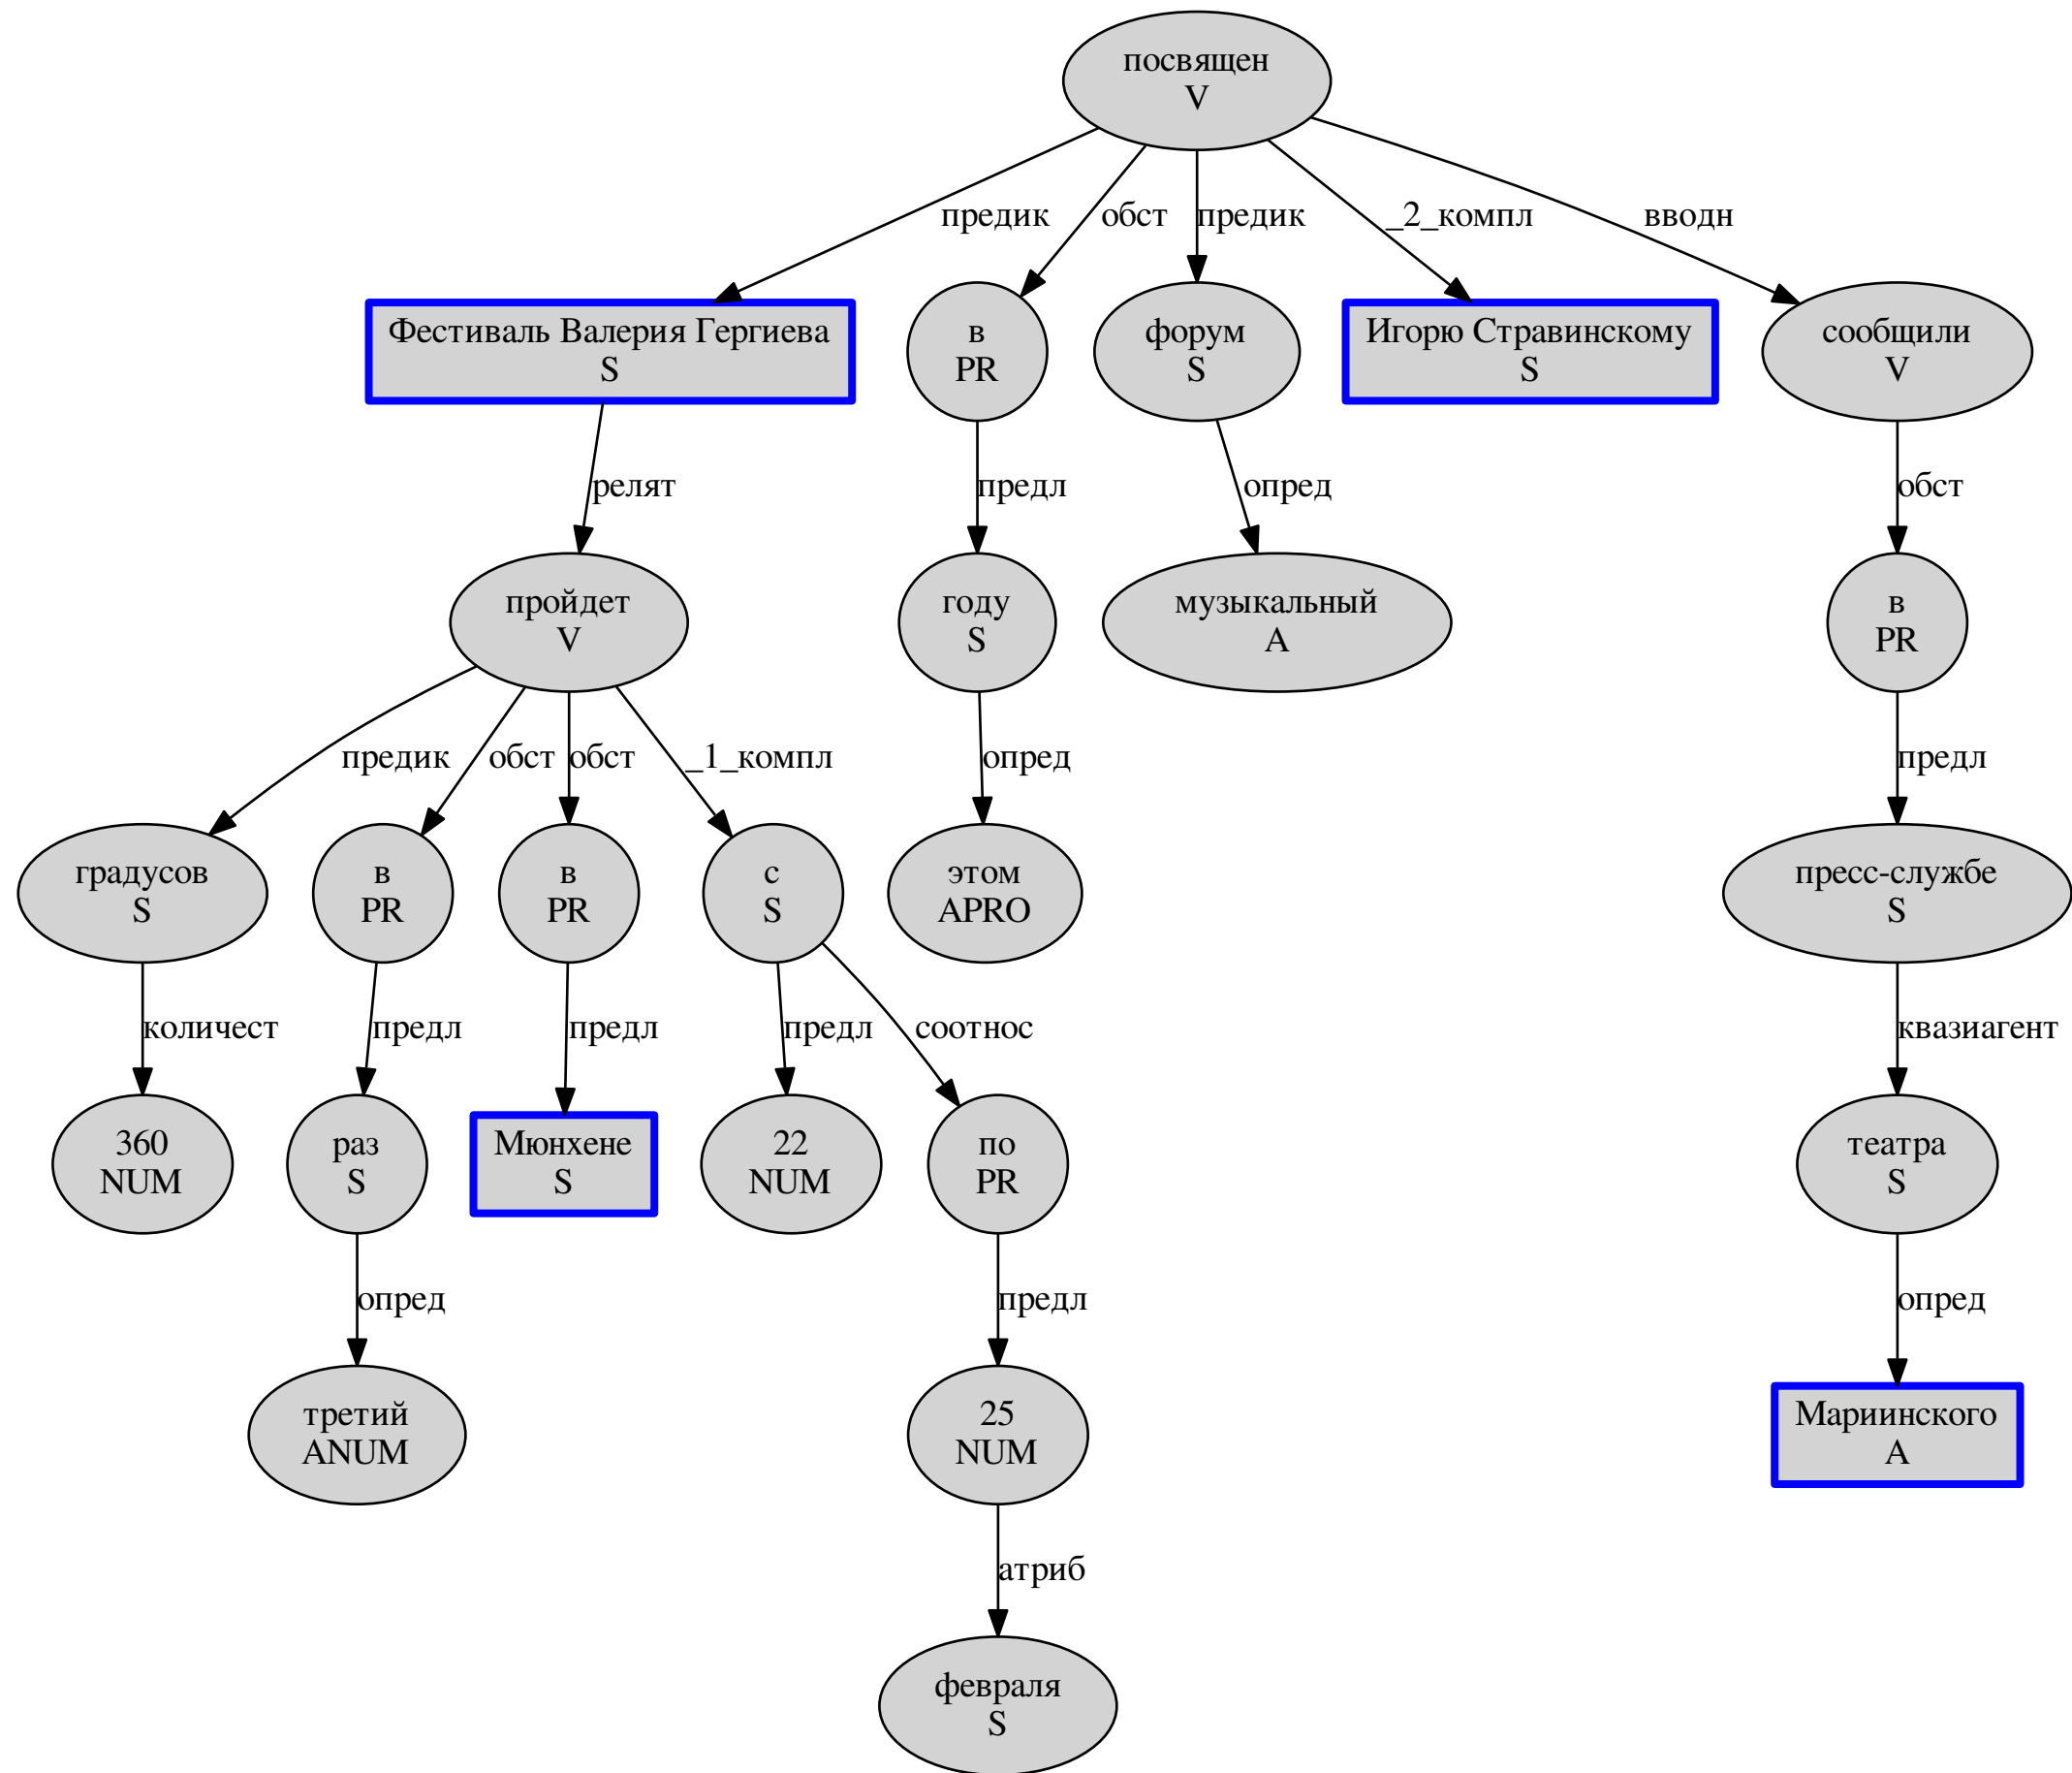 посвящен
V
предик
обст
предик
_2_компл
вводн
Фестиваль Валерия Гергиева
S
в
PR
форум
S
Игорю Стравинскому
S
сообщили
V
релят
предл
опред
обст
пройдет
V
году
S
музыкальный
A
в
PR
предик
обст
обст
_1_компл
опред
предл
градусов
S
в
PR
в
PR
с
S
этом
APRO
пресс-службе
S
количест
предл
предл
предл
соотнос
квазиагент
360
NUM
раз
S
Мюнхене
S
22
NUM
по
PR
театра
S
опред
предл
опред
третий
ANUM
25
NUM
Мариинского
A
атриб
февраля
S